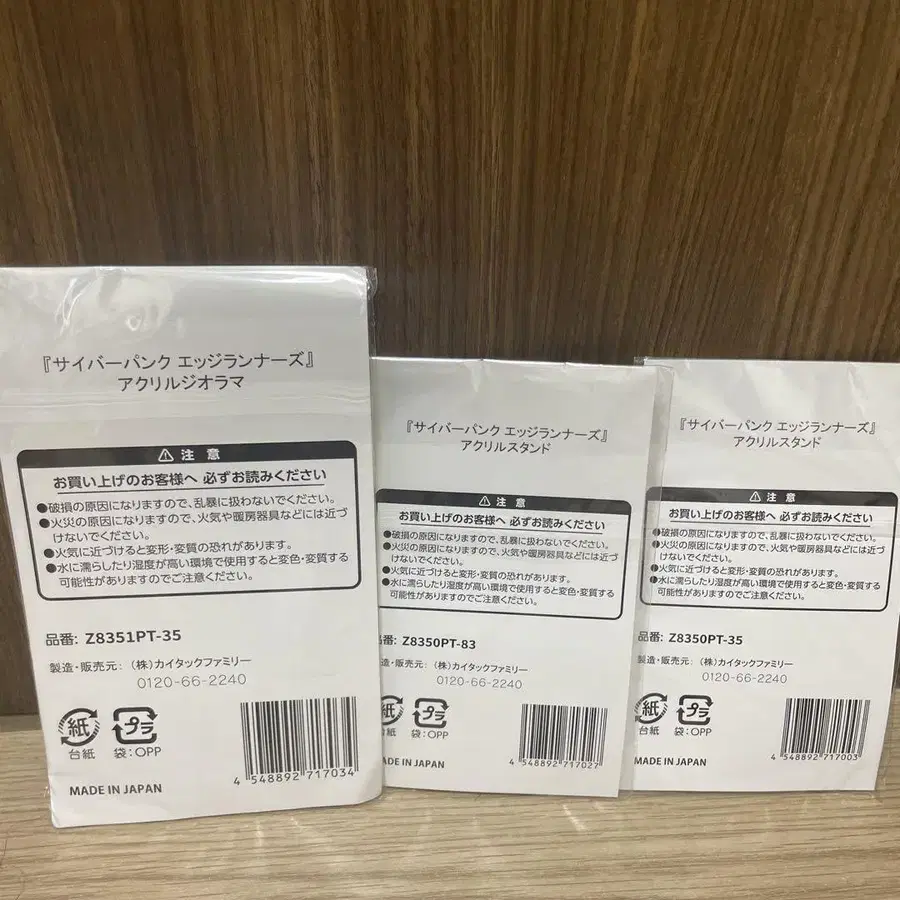 『サイバーパンク エッジランナーズ』
アクリルジオラマ
注意
お買い上げのお客様へ 必ずお読みください
●破損の原因になりますので、乱暴に扱わないでください。
●火災の原因になりますので、火気や暖房器具などには近づ
けないでください。
●火気に近づけると変形・変質の恐れがあります。
●水に濡らしたり湿度が高い環境で使用すると変色・変質する
可能性がありますのでご注意ください。
品番: Z8351PT-35
製造・販売元: (株)カイタックファミリー
0120-66-2240
紙 プラ
台紙 袋:OPP
4 548892 717034
MADE IN JAPAN
『サイバーパンク エッジランナーズ』
アクリルスタンド
注意
お買い上げのお客様へ 必ずお読みください
●破損の原因になりますので、乱暴に扱わないでください。
●火災の原因になりますので、火気や暖房器具などには近づ
けないでください。
●火気に近づけると変形・変質の恐れがあります。
●水に濡らしたり湿度が高い環境で使用すると変色・変質する
可能性がありますのでご注意ください。
番: Z8350PT-83
製造・販売元: (株)カイタックファミリー
0120-66-2240
紙 プラ
台紙 袋:OPP
4 548892 717027
MADE IN JAPAN
『サイバーパンク エッジランナーズ』
アクリルスタンド
注意
お買い上げのお客様へ 必ずお読みください
●破損の原因になりますので、乱暴に扱わないでください。
●火災の原因になりますので、火気や暖房器具などには近づ
けないでください。
●火気に近づけると変形・変質の恐れがあります。
●水に濡らしたり湿度が高い環境で使用すると変色・変質する
可能性がありますのでご注意ください。
品番: Z8350PT-35
製造・販売元: (株)カイタックファミリー
0120-66-2240
紙 プラ
台紙 袋:OPP
4 548892 717003
MADE IN JAPAN